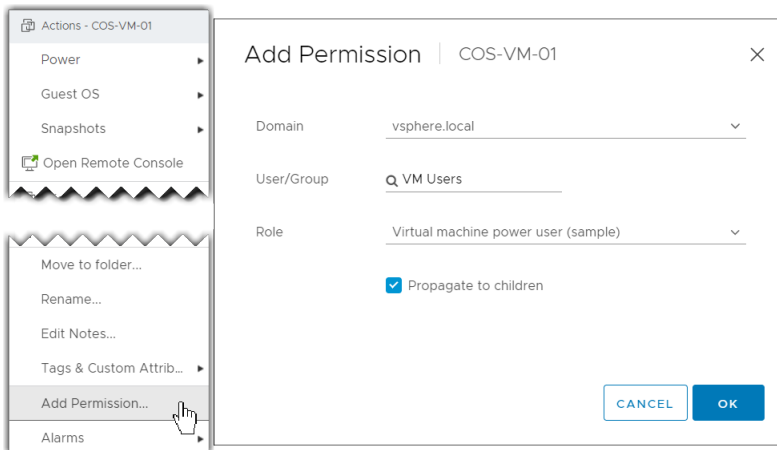 Actions - COS-VM-01
Power
Guest OS
Snapshots
Open Remote Console
Move to folder...
Rename...
Edit Notes...
Tags & Custom Attrib...
Add Permission...
Alarms
Add Permission COS-VM-01
Domain vsphere.local
User/Group VM Users
Role Virtual machine power user (sample)
Propagate to children
CANCEL OK